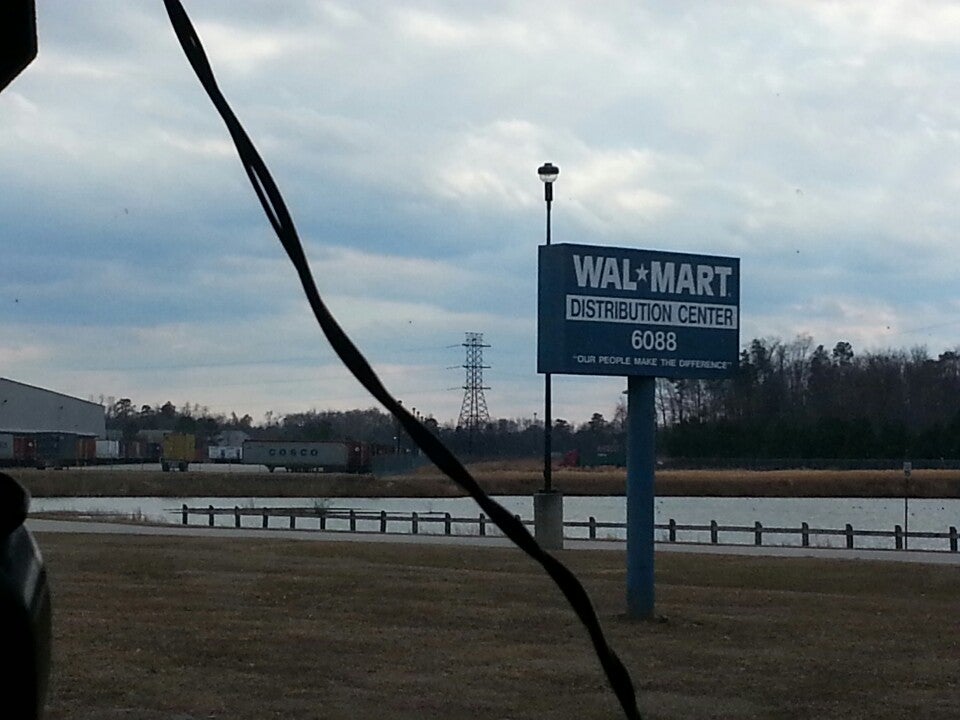 WAL★MART
DISTRIBUTION CENTER
6088
"OUR PEOPLE MAKE THE DIFFERENCE"
COSCO